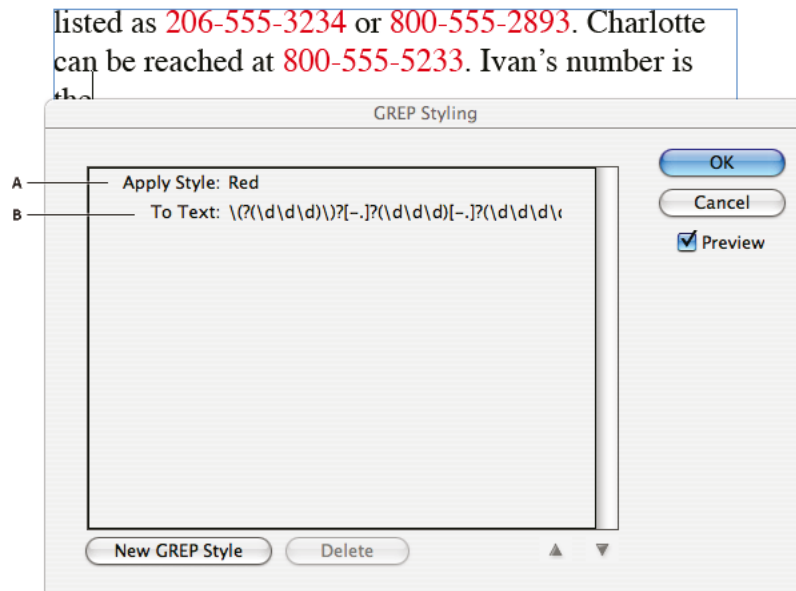 listed as 206-555-3234 or 800-555-2893. Charlotte
can be reached at 800-555-5233. Ivan’s number is
the
GREP Styling
A
Apply Style: Red
B
To Text: \(?(\d\d\d)\)?[-.]?(\d\d\d)[-.]?(\d\d\d\
OK
Cancel
Preview
New GREP Style
Delete